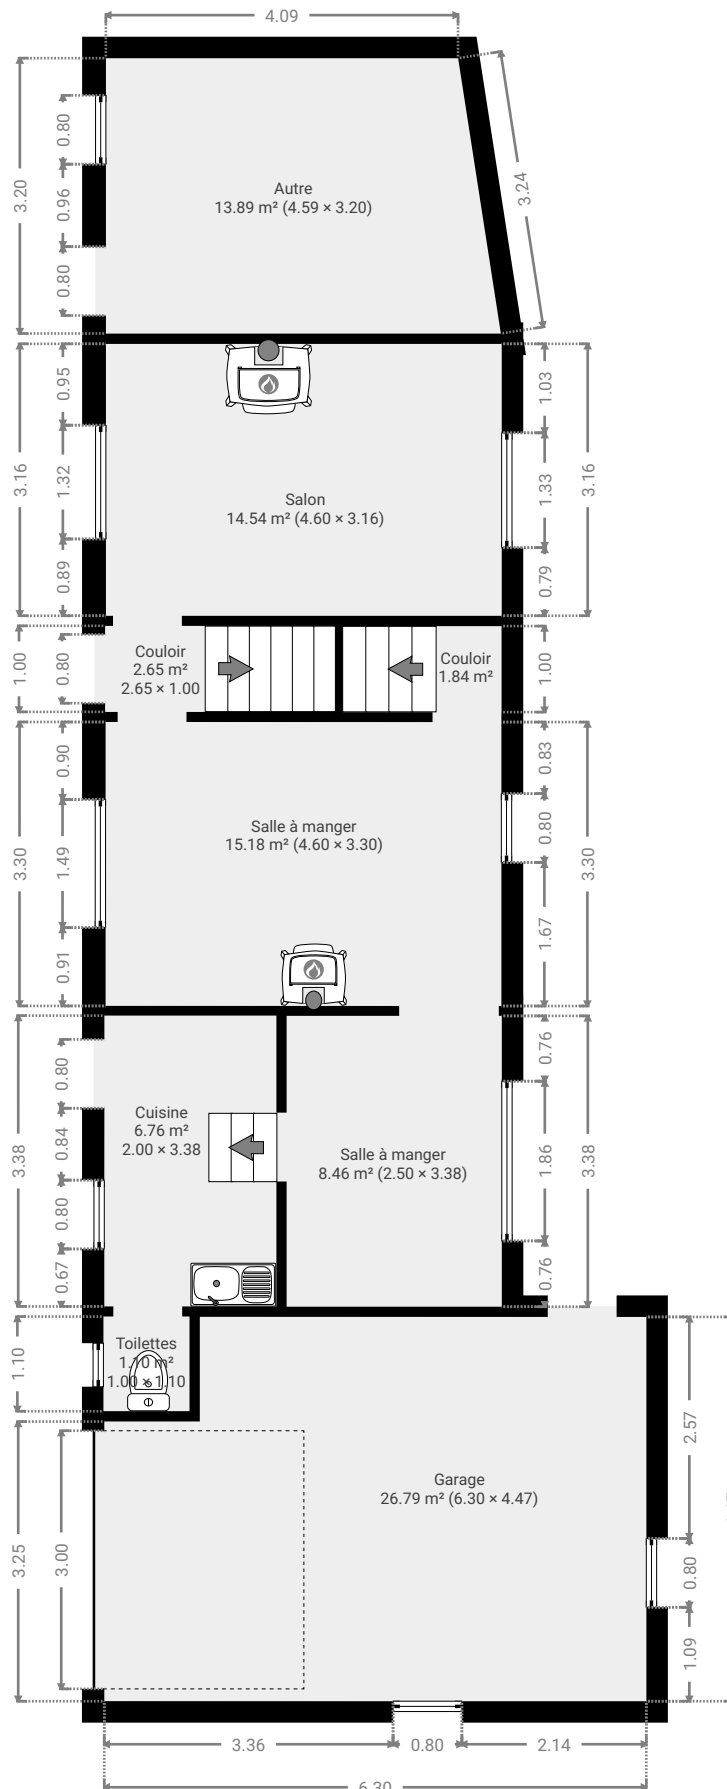 4.09
3.24
0.80
3.20
0.96
0.80
Autre
13.89 m² (4.59 × 3.20)
0.95
1.03
3.16
1.32
1.33
3.16
Salon
14.54 m² (4.60 × 3.16)
0.89
0.79
1.00
0.80
Couloir
2.65 m²
2.65 × 1.00
Couloir
1.84 m²
1.00
0.90
0.83
0.80
3.30
1.49
Salle à manger
15.18 m² (4.60 × 3.30)
3.30
0.91
1.67
0.76
0.80
3.38
0.84
Cuisine
6.76 m²
2.00 × 3.38
Salle à manger
8.46 m² (2.50 × 3.38)
1.86
3.38
0.80
0.67
0.76
1.10
Toilettes
1.10 m²
1.00 × 1.10
2.57
Garage
26.79 m² (6.30 × 4.47)
3.25
3.00
0.80
1.09
3.36
0.80
2.14
6.30